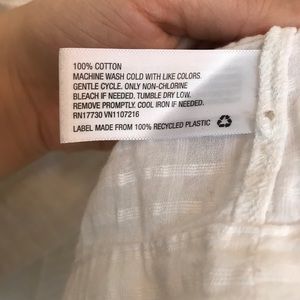 100% COTTON
MACHINE WASH COLD WITH LIKE COLORS.
GENTLE CYCLE. ONLY NON-CHLORINE
BLEACH IF NEEDED. TUMBLE DRY LOW.
REMOVE PROMPTLY. COOL IRON IF NEEDED.
RN17730 VN1107216
LABEL MADE FROM 100% RECYCLED PLASTIC